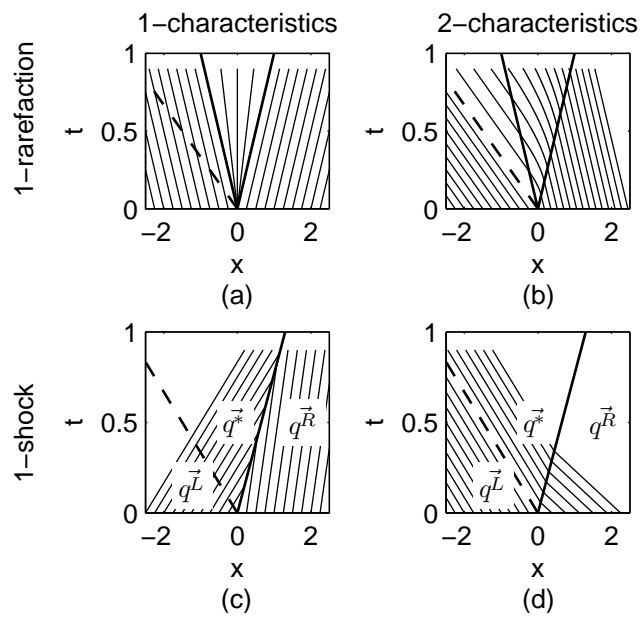 1−characteristics 2−characteristics
1−rarefaction
t
1
0.5
0
−2 0 2
x
(a)
t
1
0.5
0
−2 0 2
x
(b)
1−shock
t
1
0.5
0
−2 0 2
x
(c)
q⃗* q⃗R
q⃗L
t
1
0.5
0
−2 0 2
x
(d)
q⃗* q⃗R
q⃗L